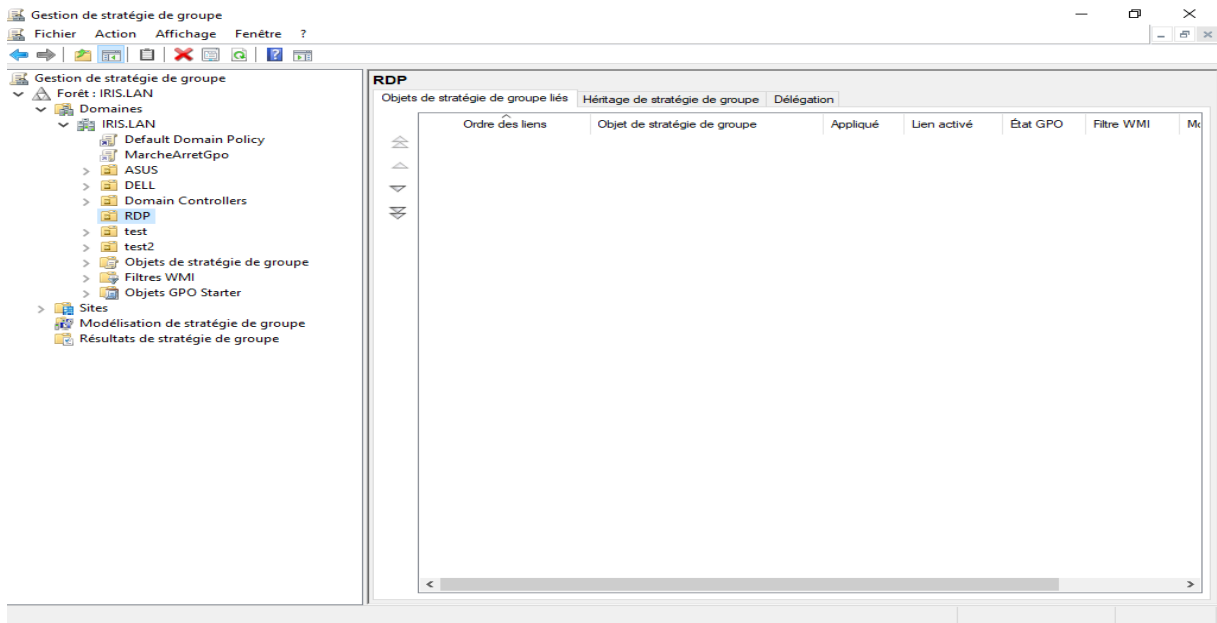 Gestion de stratégie de groupe
Fichier Action Affichage Fenêtre ?
Gestion de stratégie de groupe
Forêt : IRIS.LAN
Domaines
IRIS.LAN
Default Domain Policy
MarcheArretGpo
ASUS
DELL
Domain Controllers
RDP
test
test2
Objets de stratégie de groupe
Filtres WMI
Objets GPO Starter
Sites
Modélisation de stratégie de groupe
Résultats de stratégie de groupe
RDP
Objets de stratégie de groupe liés Héritage de stratégie de groupe Délégation
Ordre des liens Objet de stratégie de groupe Appliqué Lien activé État GPO Filtre WMI